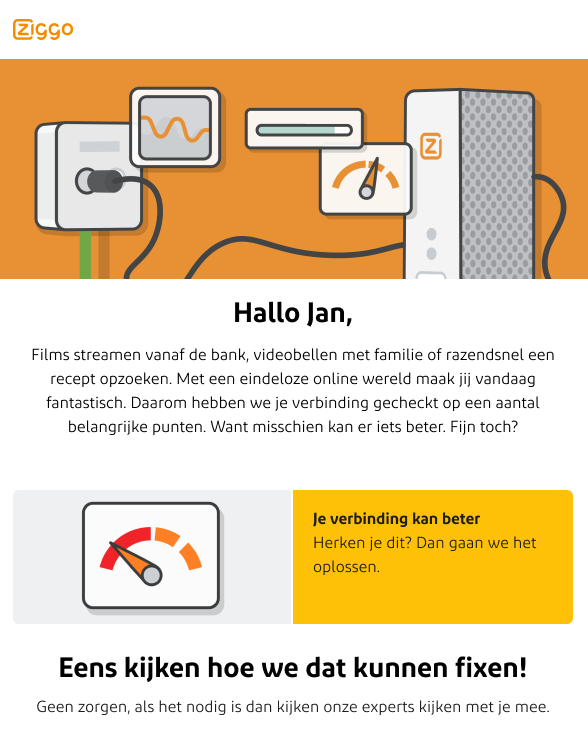 Ziggo
Z
Hallo Jan,
Films streamen vanaf de bank, videobellen met familie of razendsnel een
recept opzoeken. Met een eindeloze online wereld maak jij vandaag
fantastisch. Daarom hebben we je verbinding gecheckt op een aantal
belangrijke punten. Want misschien kan er iets beter. Fijn toch?
Je verbinding kan beter
Herken je dit? Dan gaan we het
oplossen.
Eens kijken hoe we dat kunnen fixen!
Geen zorgen, als het nodig is dan kijken onze experts kijken met je mee.